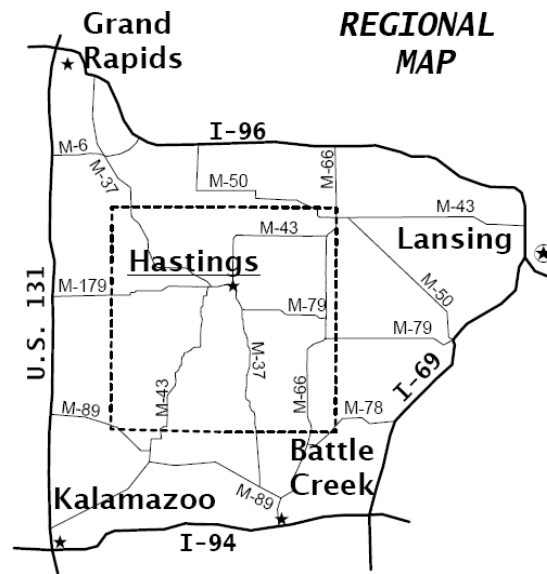 Grand
Rapids
REGIONAL
MAP
I-96
M-6
M-37
M-50
M-66
M-43
M-43
Lansing
Hastings
M-179
M-50
M-79
M-79
U.S. 131
M-37
M-43
M-66
I-69
M-89
M-78
Battle
Creek
Kalamazoo
M-89
I-94